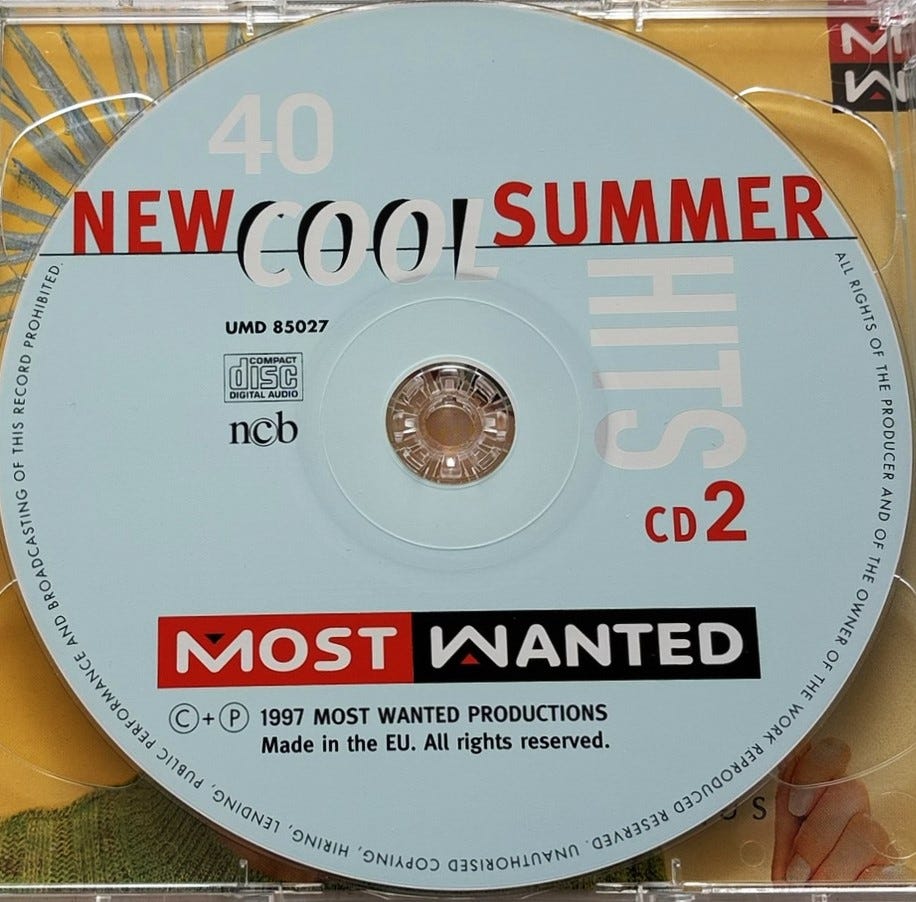 40
NEW COOL SUMMER
HITS
UMD 85027
COMPACT
disc
DIGITAL AUDIO
ncb
CD 2
MOST WANTED
©+℗ 1997 MOST WANTED PRODUCTIONS
Made in the EU. All rights reserved.
ALL RIGHTS OF THE PRODUCER AND OF THE OWNER OF THE WORK REPRODUCED RESERVED. UNAUTHORISED COPYING, HIRING, LENDING, PUBLIC PERFORMANCE AND BROADCASTING OF THIS RECORD PROHIBITED.
M
W